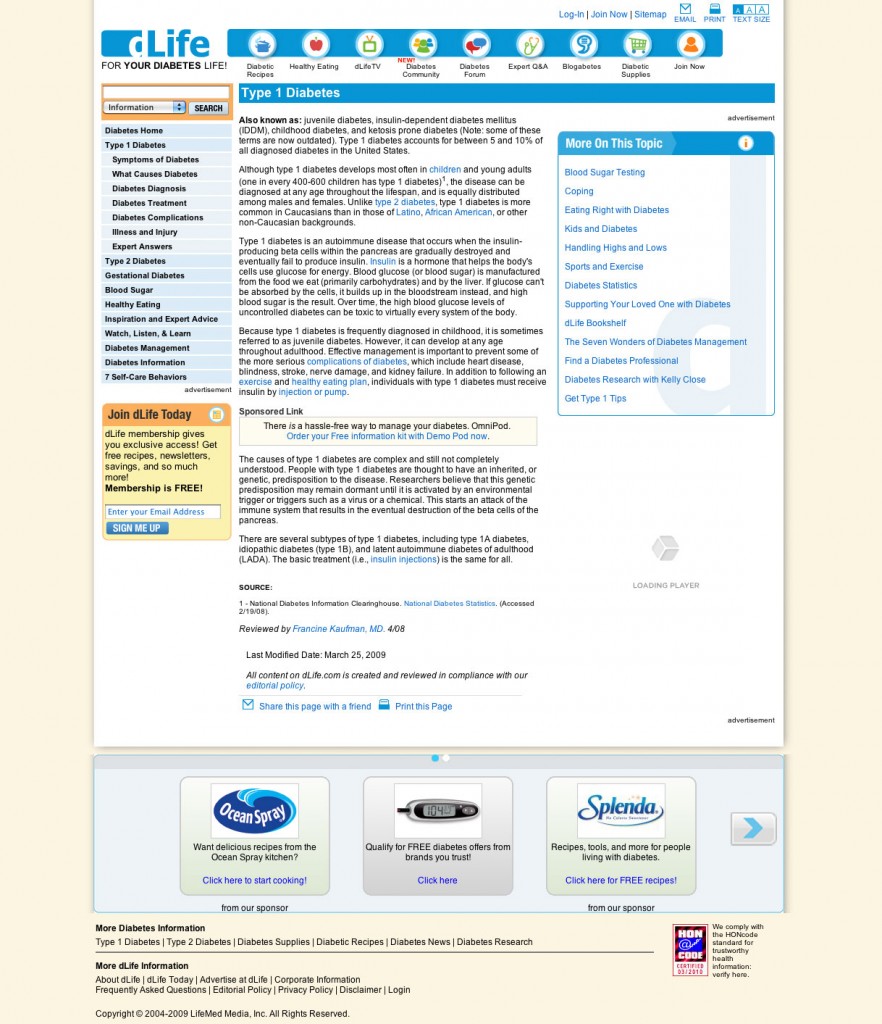 Log-In | Join Now | Sitemap
EMAIL
PRINT
A A A
TEXT SIZE
dLife
FOR YOUR DIABETES LIFE!
Diabetic Recipes
Healthy Eating
dLifeTV
NEW!
Diabetes Community
Diabetes Forum
Expert Q&A
Blogabetes
Diabetic Supplies
Join Now
Information
SEARCH
Diabetes Home
Type 1 Diabetes
Symptoms of Diabetes
What Causes Diabetes
Diabetes Diagnosis
Diabetes Treatment
Diabetes Complications
Illness and Injury
Expert Answers
Type 2 Diabetes
Gestational Diabetes
Blood Sugar
Healthy Eating
Inspiration and Expert Advice
Watch, Listen, & Learn
Diabetes Management
Diabetes Information
7 Self-Care Behaviors
advertisement
Join dLife Today
dLife membership gives
you exclusive access! Get
free recipes, newsletters,
savings, and so much
more!
Membership is FREE!
Enter your Email Address
SIGN ME UP
Type 1 Diabetes
Also known as: juvenile diabetes, insulin-dependent diabetes mellitus
(IDDM), childhood diabetes, and ketosis prone diabetes (Note: some of these
terms are now outdated). Type 1 diabetes accounts for between 5 and 10% of
all diagnosed diabetes in the United States.
Although type 1 diabetes develops most often in children and young adults
(one in every 400-600 children has type 1 diabetes)1, the disease can be
diagnosed at any age throughout the lifespan, and is equally distributed
among males and females. Unlike type 2 diabetes, type 1 diabetes is more
common in Caucasians than in those of Latino, African American, or other
non-Caucasian backgrounds.
Type 1 diabetes is an autoimmune disease that occurs when the insulin-
producing beta cells within the pancreas are gradually destroyed and
eventually fail to produce insulin. Insulin is a hormone that helps the body's
cells use glucose for energy. Blood glucose (or blood sugar) is manufactured
from the food we eat (primarily carbohydrates) and by the liver. If glucose can't
be absorbed by the cells, it builds up in the bloodstream instead, and high
blood sugar is the result. Over time, the high blood glucose levels of
uncontrolled diabetes can be toxic to virtually every system of the body.
Because type 1 diabetes is frequently diagnosed in childhood, it is sometimes
referred to as juvenile diabetes. However, it can develop at any age
throughout adulthood. Effective management is important to prevent some of
the more serious complications of diabetes, which include heart disease,
blindness, stroke, nerve damage, and kidney failure. In addition to following an
exercise and healthy eating plan, individuals with type 1 diabetes must receive
insulin by injection or pump.
Sponsored Link
There is a hassle-free way to manage your diabetes. OmniPod.
Order your Free information kit with Demo Pod now.
The causes of type 1 diabetes are complex and still not completely
understood. People with type 1 diabetes are thought to have an inherited, or
genetic, predisposition to the disease. Researchers believe that this genetic
predisposition may remain dormant until it is activated by an environmental
trigger or triggers such as a virus or a chemical. This starts an attack of the
immune system that results in the eventual destruction of the beta cells of the
pancreas.
There are several subtypes of type 1 diabetes, including type 1A diabetes,
idiopathic diabetes (type 1B), and latent autoimmune diabetes of adulthood
(LADA). The basic treatment (i.e., insulin injections) is the same for all.
SOURCE:
1 - National Diabetes Information Clearinghouse. National Diabetes Statistics. (Accessed
2/19/08).
Reviewed by Francine Kaufman, MD. 4/08
Last Modified Date: March 25, 2009
All content on dLife.com is created and reviewed in compliance with our
editorial policy.
Share this page with a friend
Print this Page
advertisement
More On This Topic
Blood Sugar Testing
Coping
Eating Right with Diabetes
Kids and Diabetes
Handling Highs and Lows
Sports and Exercise
Diabetes Statistics
Supporting Your Loved One with Diabetes
dLife Bookshelf
The Seven Wonders of Diabetes Management
Find a Diabetes Professional
Diabetes Research with Kelly Close
Get Type 1 Tips
LOADING PLAYER
advertisement
Ocean Spray
Want delicious recipes from the
Ocean Spray kitchen?
Click here to start cooking!
from our sponsor
104
Qualify for FREE diabetes offers from
brands you trust!
Click here
Splenda
No Calorie Sweetener
Recipes, tools, and more for people
living with diabetes.
Click here for FREE recipes!
from our sponsor
More Diabetes Information
Type 1 Diabetes | Type 2 Diabetes | Diabetes Supplies | Diabetic Recipes | Diabetes News | Diabetes Research
More dLife Information
About dLife | dLife Today | Advertise at dLife | Corporate Information
Frequently Asked Questions | Editorial Policy | Privacy Policy | Disclaimer | Login
Copyright © 2004-2009 LifeMed Media, Inc. All Rights Reserved.
HON
@
CODE
CERTIFIED
03/2010
We comply with
the HONcode
standard for
trustworthy
health
information:
verify here.